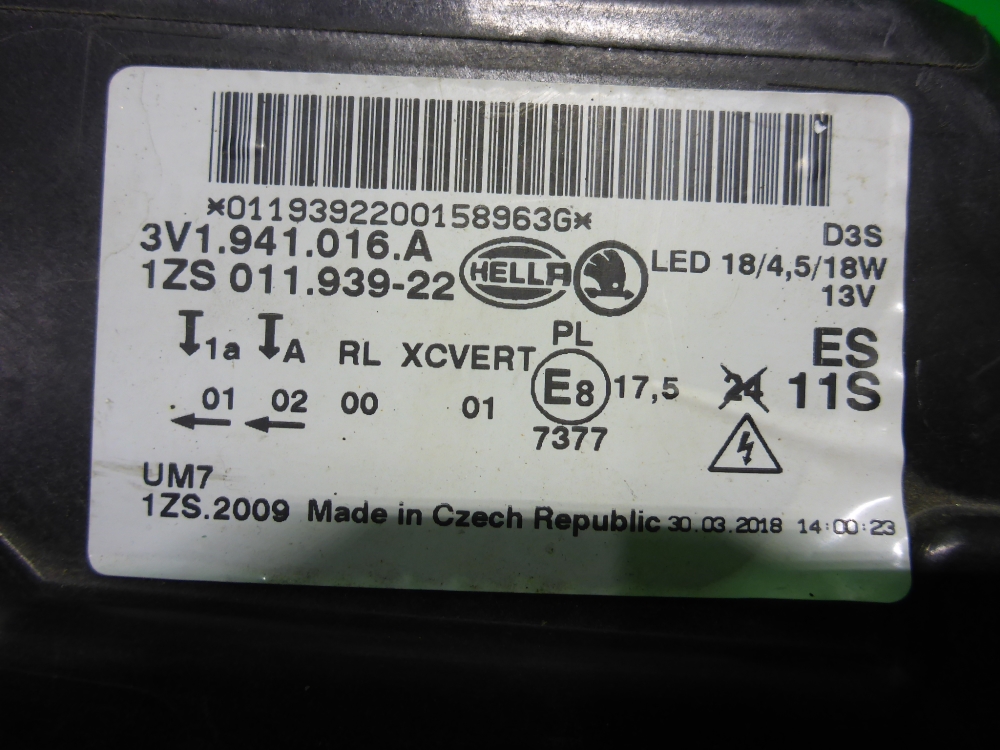 *0119392200158963G*
3V1.941.016.A
1ZS 011.939-22
HELLA
D3S
LED 18/4,5/18W
13V
1a A RL XCVERT
PL
E8
17,5
24
ES
11S
01 02 00 01
7377
UM7
1ZS.2009 Made in Czech Republic 30.03.2018 14:00:23